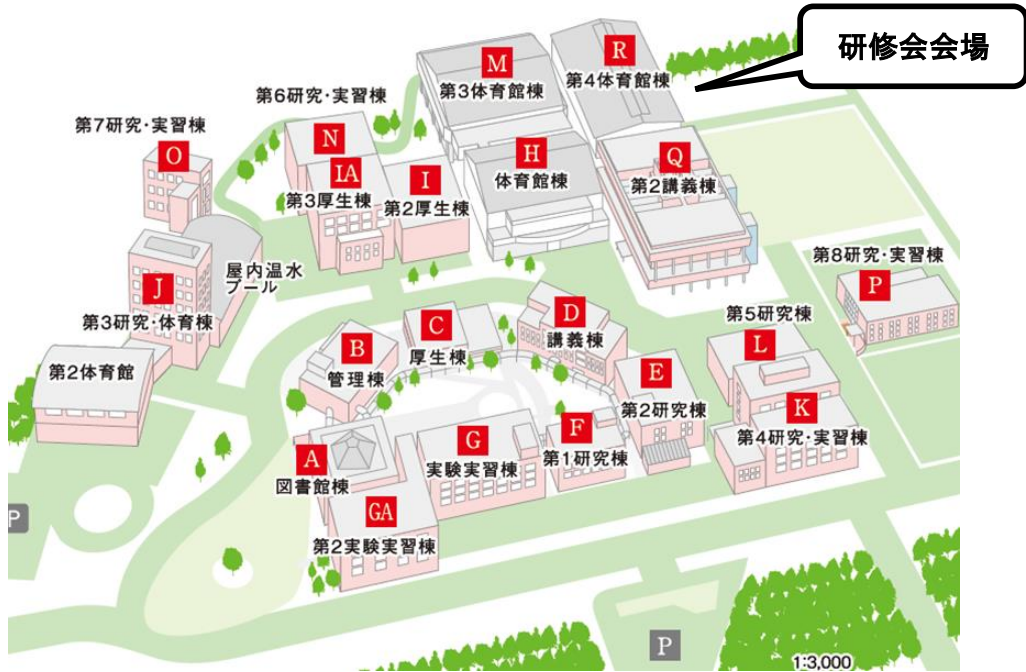 研修会会場
M
第3体育館棟
R
第4体育館棟
第6研究・実習棟
N
第7研究・実習棟
O
IA
第3厚生棟
I
第2厚生棟
H
体育館棟
Q
第2講義棟
屋内温水
プール
J
第3研究・体育棟
第8研究・実習棟
P
第2体育館
B
管理棟
C
厚生棟
D
講義棟
第5研究棟
L
E
第2研究棟
K
第4研究・実習棟
A
図書館棟
G
実験実習棟
F
第1研究棟
GA
第2実験実習棟
P
P
1:3,000